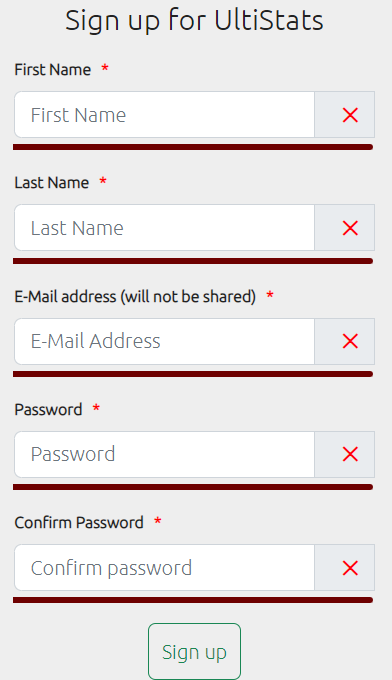 Sign up for UltiStats
First Name *
First Name
Last Name *
Last Name
E-Mail address (will not be shared) *
E-Mail Address
Password *
Password
Confirm Password *
Confirm password
Sign up